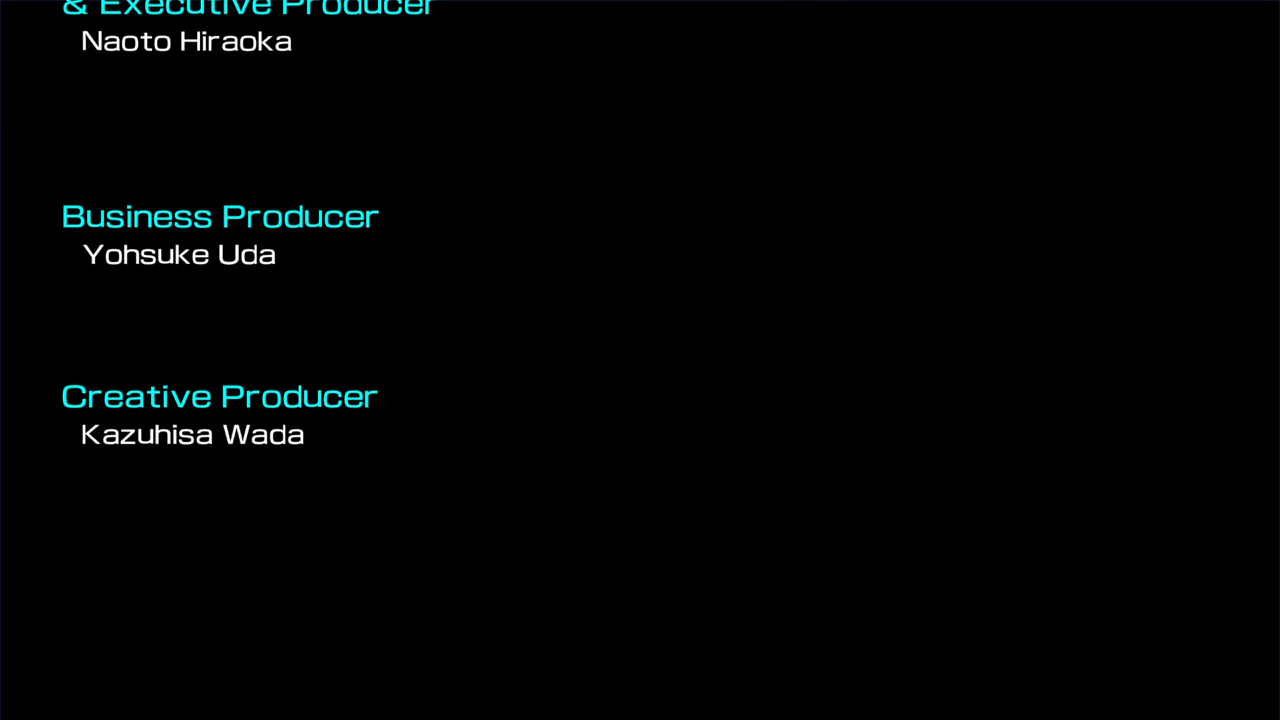 & Executive Producer
Naoto Hiraoka
Business Producer
Yohsuke Uda
Creative Producer
Kazuhisa Wada